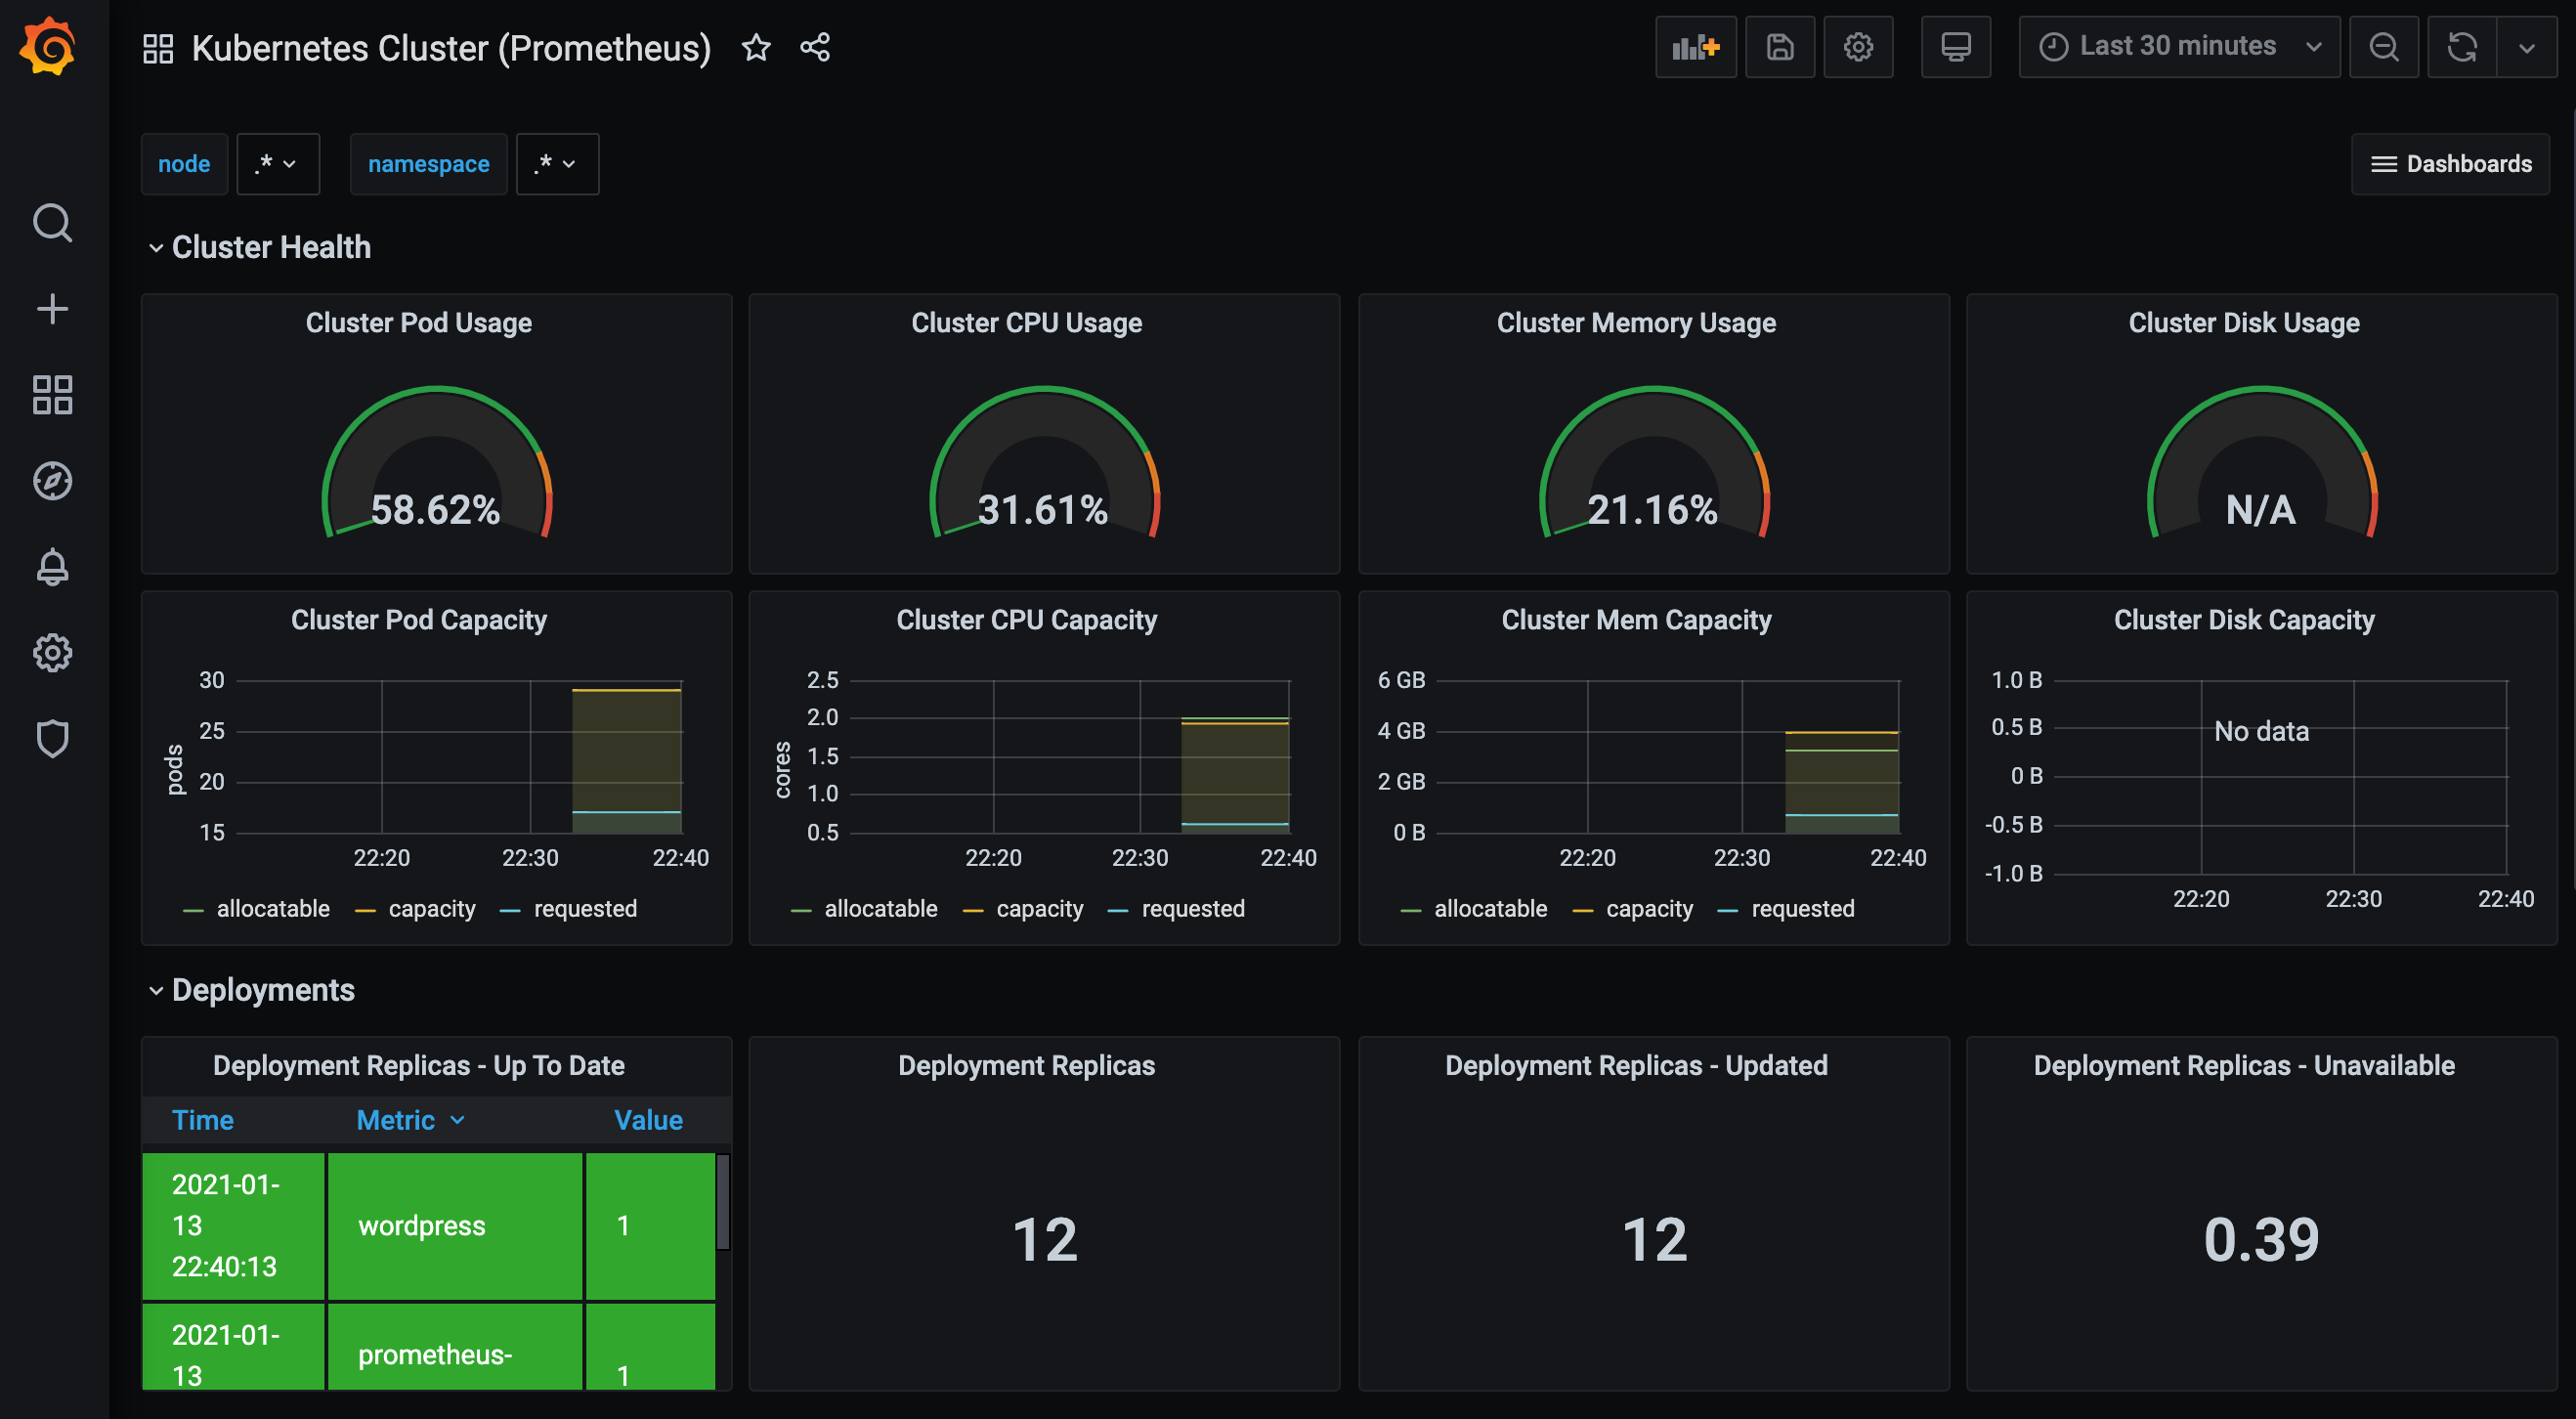 Kubernetes Cluster (Prometheus)
Last 30 minutes
node .* namespace .* Dashboards
Cluster Health
Cluster Pod Usage
58.62%
Cluster CPU Usage
31.61%
Cluster Memory Usage
21.16%
Cluster Disk Usage
N/A
Cluster Pod Capacity
30
25
20
15
pods
22:20 22:30 22:40
allocatable capacity requested
Cluster CPU Capacity
2.5
2.0
1.5
1.0
0.5
cores
22:20 22:30 22:40
allocatable capacity requested
Cluster Mem Capacity
6 GB
4 GB
2 GB
0 B
22:20 22:30 22:40
allocatable capacity requested
Cluster Disk Capacity
1.0 B
0.5 B
0 B
-0.5 B
-1.0 B
No data
22:20 22:30 22:40
Deployments
Deployment Replicas - Up To Date
Time Metric Value
2021-01-
13
22:40:13
wordpress
1
2021-01-
13
prometheus-
1
Deployment Replicas
12
Deployment Replicas - Updated
12
Deployment Replicas - Unavailable
0.39